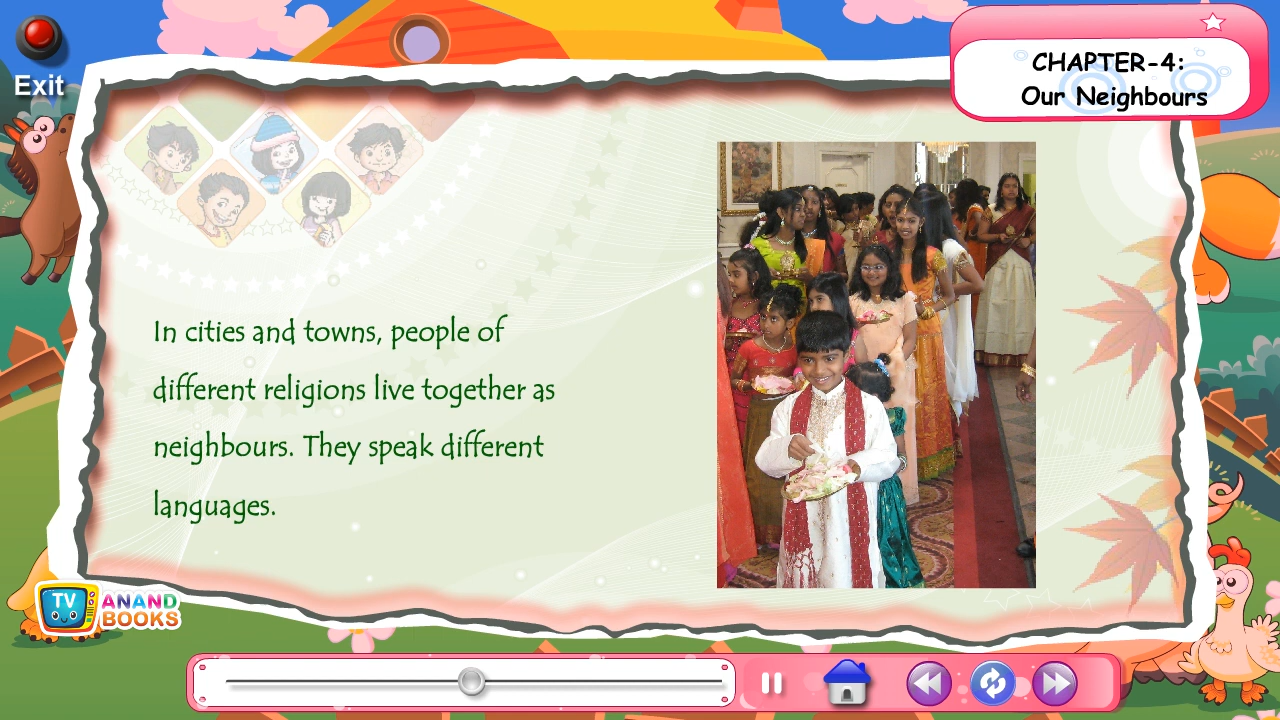 Exit
CHAPTER-4:
Our Neighbours
In cities and towns, people of
different religions live together as
neighbours. They speak different
languages.
TV
ANAND
BOOKS